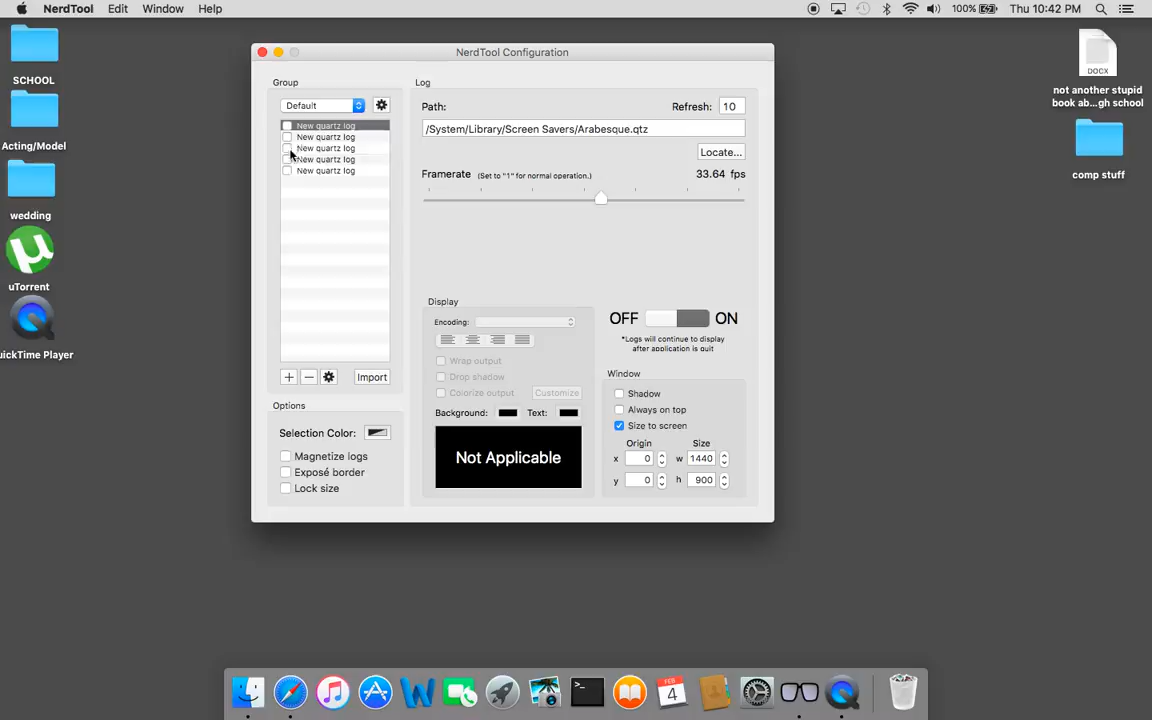 NerdTool Edit Window Help
100% Thu 10:42 PM
SCHOOL
Acting/Model
wedding
µ
uTorrent
uickTime Player
DOCX
not another stupid
book ab...gh school
comp stuff
NerdTool Configuration
Group
Default
New quartz log
New quartz log
New quartz log
New quartz log
New quartz log
+ − Import
Options
Selection Color:
Magnetize logs
Exposé border
Lock size
Log
Path: Refresh: 10
/System/Library/Screen Savers/Arabesque.qtz
Locate...
Framerate (Set to "1" for normal operation.) 33.64 fps
Display
Encoding:
Wrap output
Drop shadow
Colorize output Customize
Background: Text:
Not Applicable
OFF ON
*Logs will continue to display
after application is quit
Window
Shadow
Always on top
Size to screen
Origin Size
x 0 w 1440
y 0 h 900
W >_ FEB
4